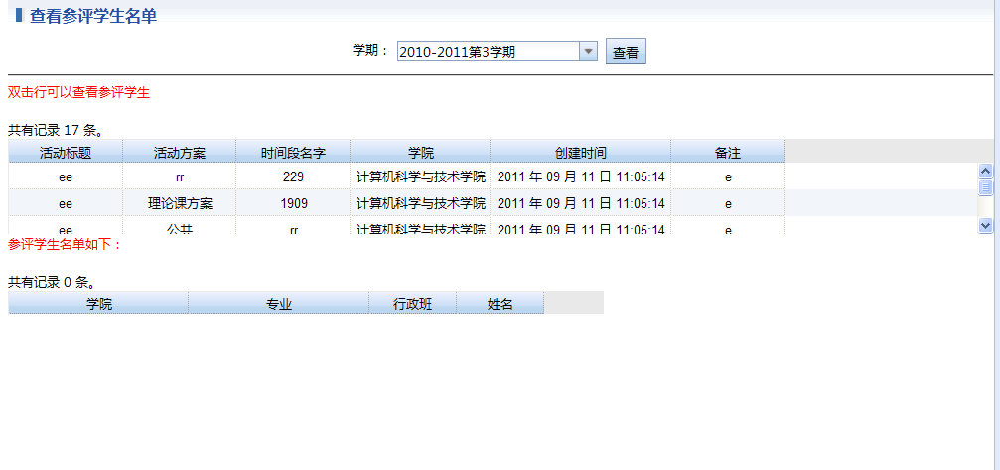 查看参评学生名单
学期： 2010-2011第3学期 查看
双击行可以查看参评学生
共有记录 17 条。
活动标题 活动方案 时间段名字 学院 创建时间 备注
ee rr 229 计算机科学与技术学院 2011 年 09 月 11 日 11:05:14 e
ee 理论课方案 1909 计算机科学与技术学院 2011 年 09 月 11 日 11:05:14 e
ee 公共 rr 计算机科学与技术学院 2011 年 09 月 11 日 11:05:14 e
参评学生名单如下：
共有记录 0 条。
学院 专业 行政班 姓名